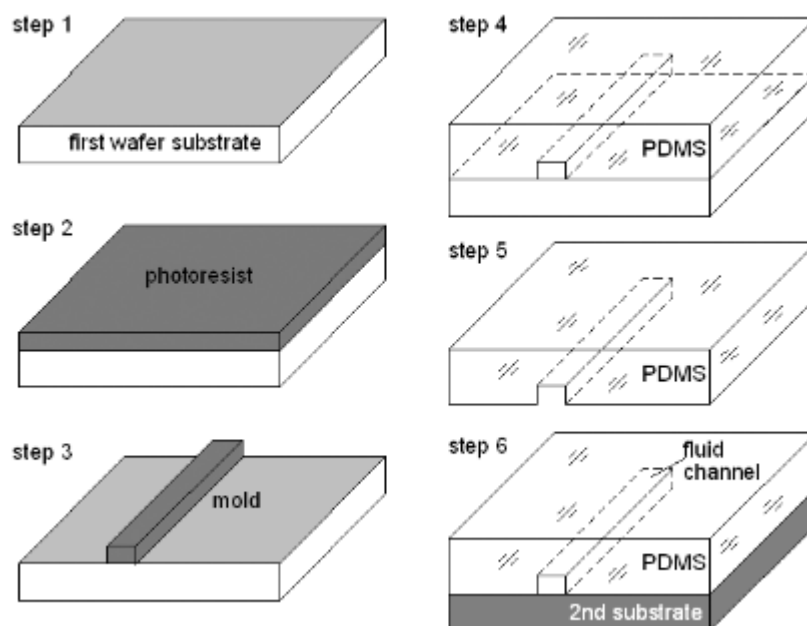 step 1
first wafer substrate
step 2
photoresist
step 3
mold
step 4
PDMS
step 5
PDMS
step 6
fluid
channel
PDMS
2nd substrate